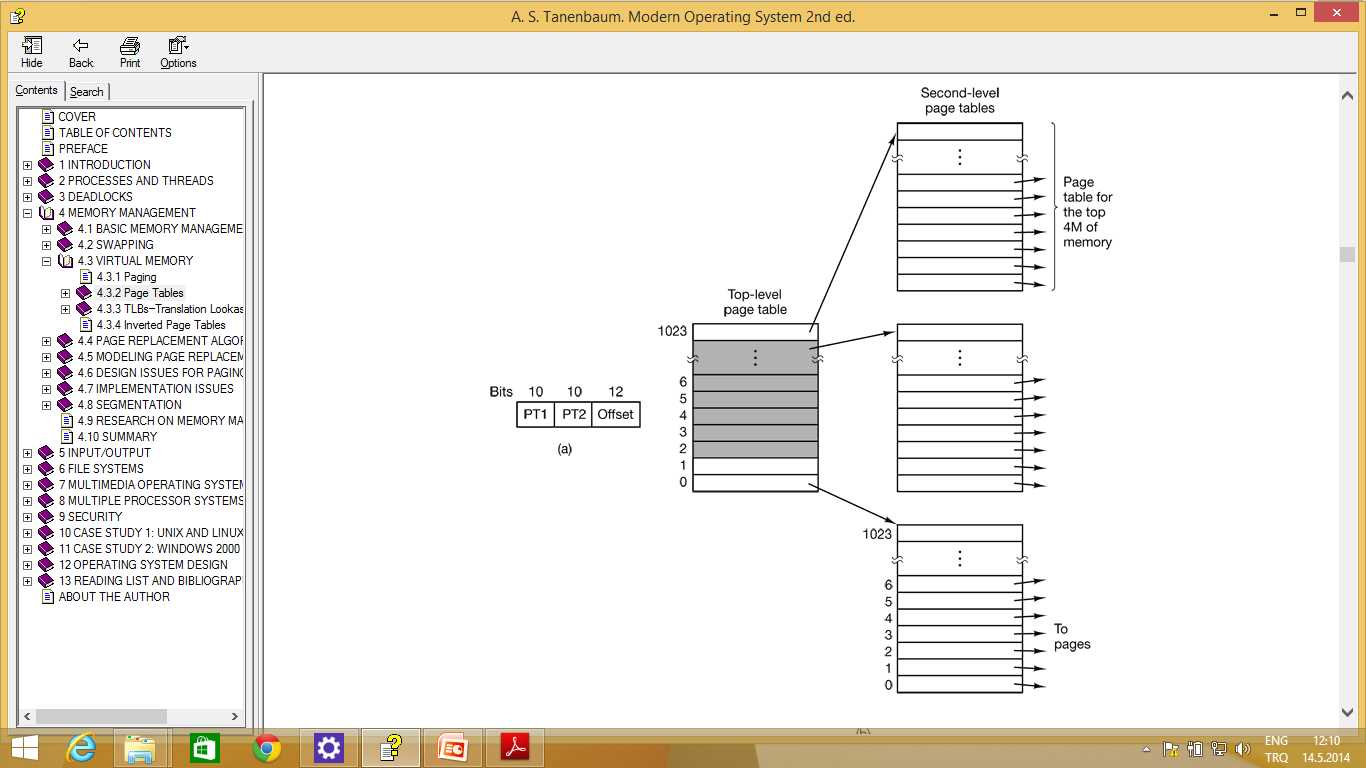 A. S. Tanenbaum. Modern Operating System 2nd ed.
Hide Back Print Options
Contents Search
COVER
TABLE OF CONTENTS
PREFACE
1 INTRODUCTION
2 PROCESSES AND THREADS
3 DEADLOCKS
4 MEMORY MANAGEMENT
4.1 BASIC MEMORY MANAGEME
4.2 SWAPPING
4.3 VIRTUAL MEMORY
4.3.1 Paging
4.3.2 Page Tables
4.3.3 TLBs–Translation Lookas
4.3.4 Inverted Page Tables
4.4 PAGE REPLACEMENT ALGOR
4.5 MODELING PAGE REPLACEM
4.6 DESIGN ISSUES FOR PAGING
4.7 IMPLEMENTATION ISSUES
4.8 SEGMENTATION
4.9 RESEARCH ON MEMORY MA
4.10 SUMMARY
5 INPUT/OUTPUT
6 FILE SYSTEMS
7 MULTIMEDIA OPERATING SYSTEM
8 MULTIPLE PROCESSOR SYSTEMS
9 SECURITY
10 CASE STUDY 1: UNIX AND LINUX
11 CASE STUDY 2: WINDOWS 2000
12 OPERATING SYSTEM DESIGN
13 READING LIST AND BIBLIOGRAP
ABOUT THE AUTHOR
Bits 10 10 12
PT1 PT2 Offset
(a)
Top-level
page table
1023
6
5
4
3
2
1
0
Second-level
page tables
Page
table for
the top
4M of
memory
1023
6
5
4
3
2
1
0
To
pages
ENG 12:10
TRQ 14.5.2014